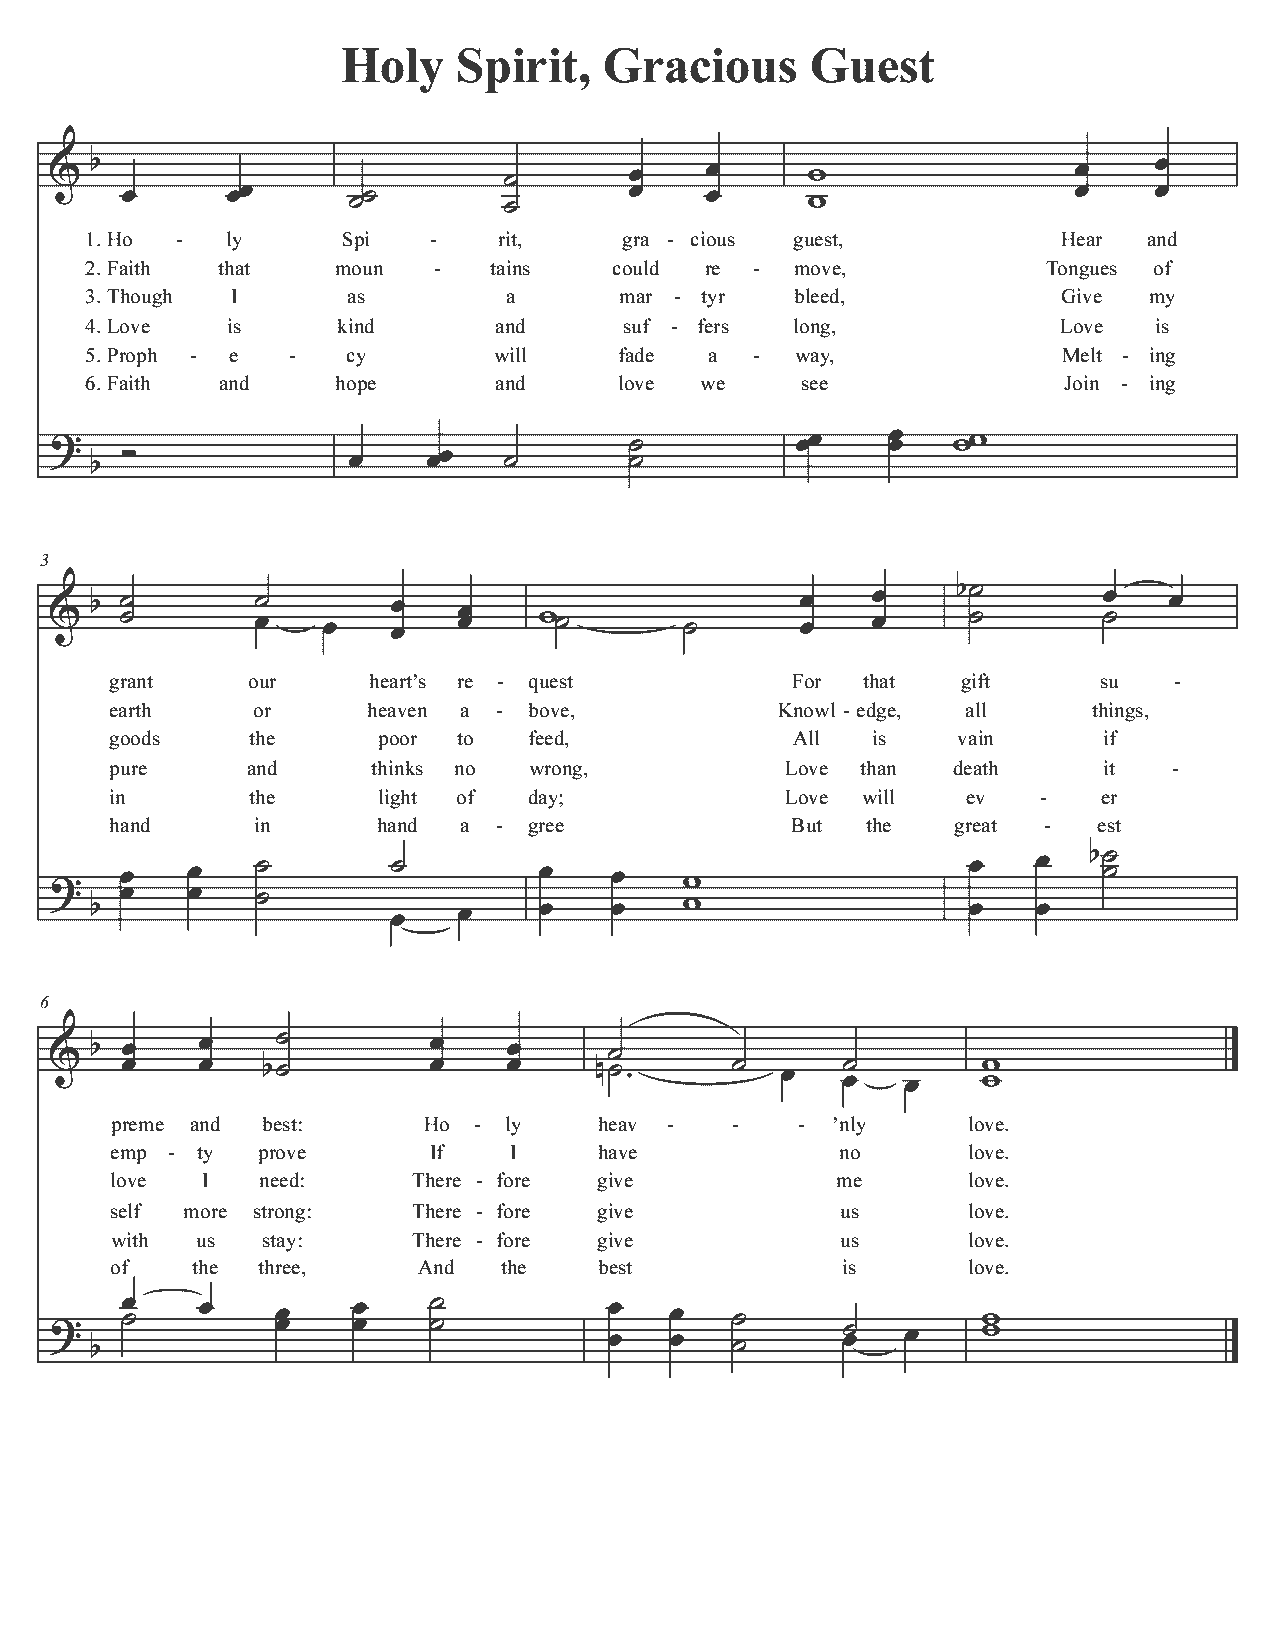 Holy Spirit, Gracious Guest
1. Ho - ly Spi - rit, gra - cious guest, Hear and
2. Faith that moun - tains could re - move, Tongues of
3. Though I as a mar - tyr bleed, Give my
4. Love is kind and suf - fers long, Love is
5. Proph - e - cy will fade a - way, Melt - ing
6. Faith and hope and love we see Join - ing
3
grant our heart's re - quest For that gift su -
earth or heaven a - bove, Knowl - edge, all things,
goods the poor to feed, All is vain if
pure and thinks no wrong, Love than death it -
in the light of day; Love will ev - er
hand in hand a - gree But the great - est
6
preme and best: Ho - ly heav - - - 'nly love.
emp - ty prove If I have no love.
love I need: There - fore give me love.
self more strong: There - fore give us love.
with us stay: There - fore give us love.
of the three, And the best is love.